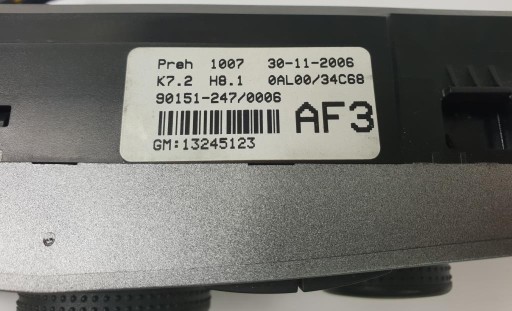 Preh 1007 30-11-2006
K7.2 H8.1 0AL00/34C68
90151-247/0006
AF3
GM:13245123